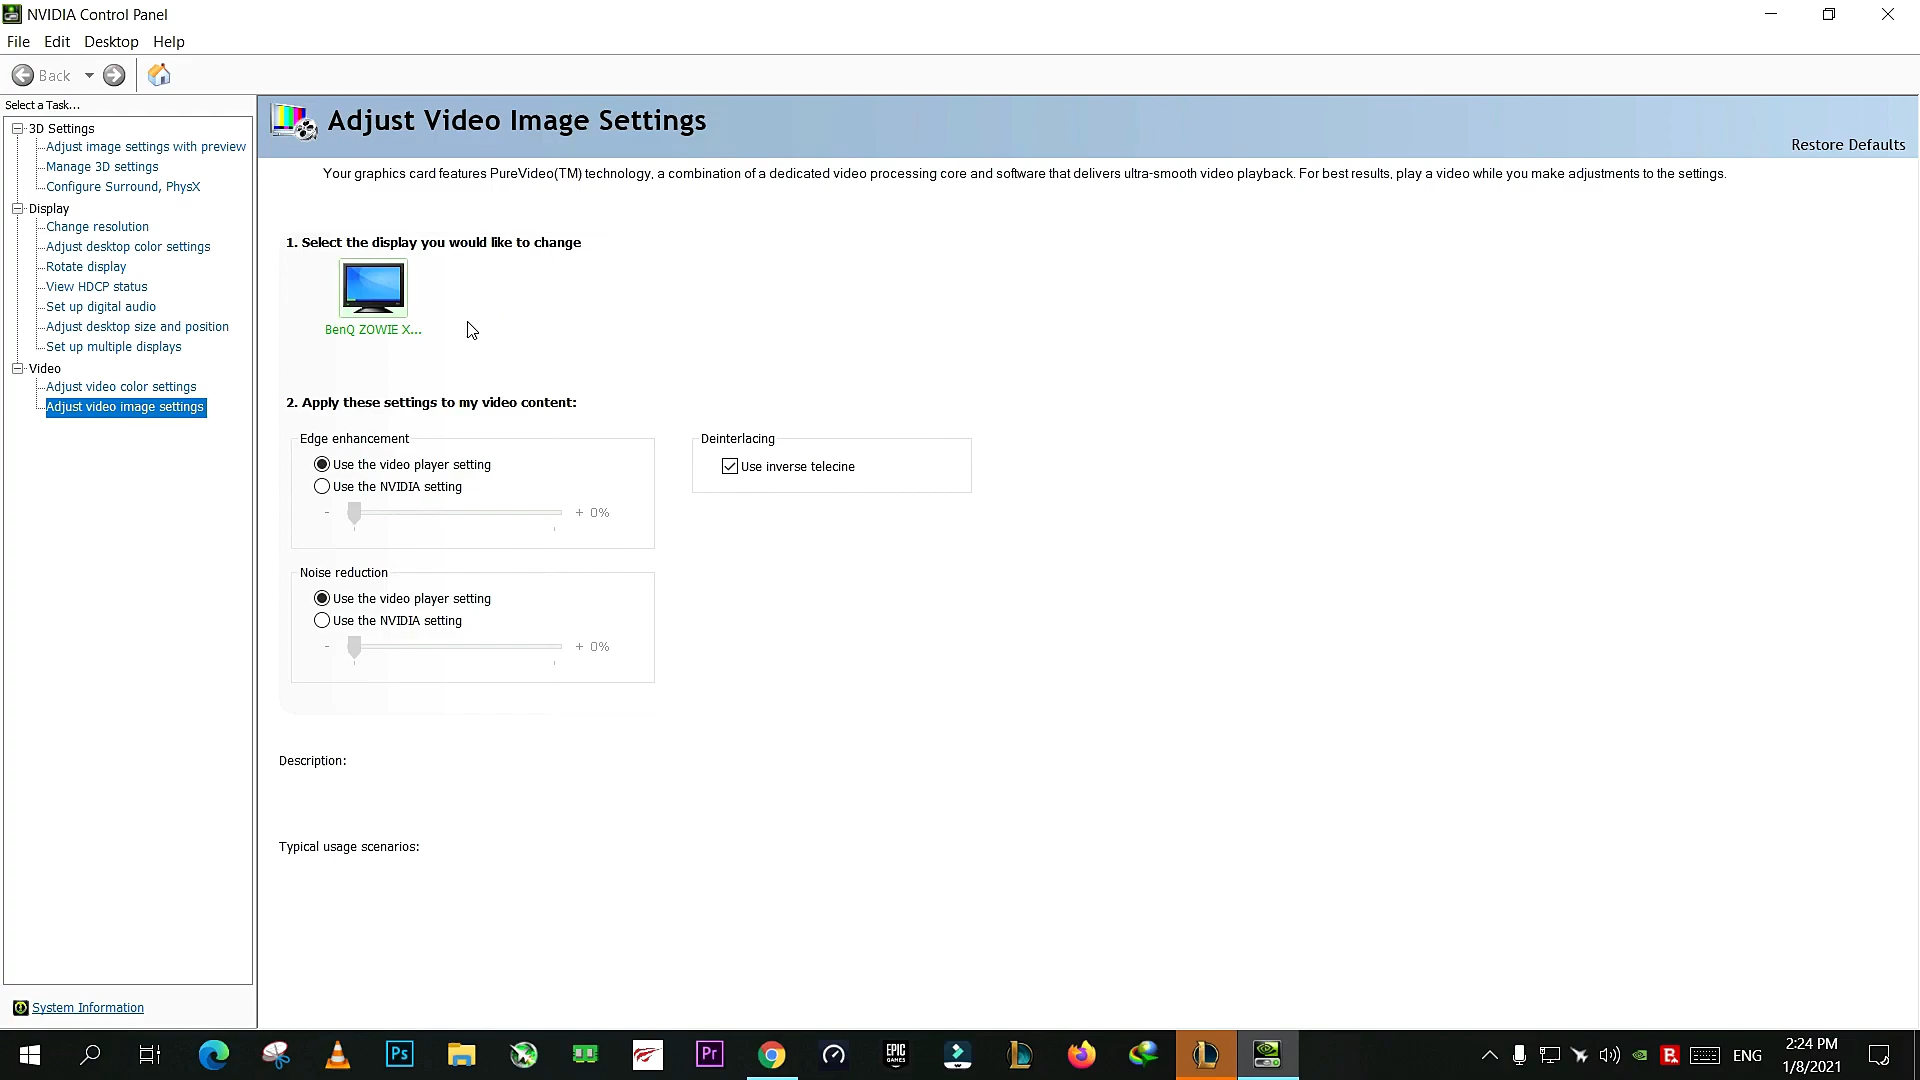 NVIDIA Control Panel
File Edit Desktop Help
Back
Select a Task...
3D Settings
Adjust image settings with preview
Manage 3D settings
Configure Surround, PhysX
Display
Change resolution
Adjust desktop color settings
Rotate display
View HDCP status
Set up digital audio
Adjust desktop size and position
Set up multiple displays
Video
Adjust video color settings
Adjust video image settings
System Information
Adjust Video Image Settings
Restore Defaults
Your graphics card features PureVideo(TM) technology, a combination of a dedicated video processing core and software that delivers ultra-smooth video playback. For best results, play a video while you make adjustments to the settings.
1. Select the display you would like to change
BenQ ZOWIE X...
2. Apply these settings to my video content:
Edge enhancement
Use the video player setting
Use the NVIDIA setting
- + 0%
Noise reduction
Use the video player setting
Use the NVIDIA setting
- + 0%
Deinterlacing
Use inverse telecine
Description:
Typical usage scenarios:
Ps
Pr
EPIC
GAMES
ENG
2:24 PM
1/8/2021